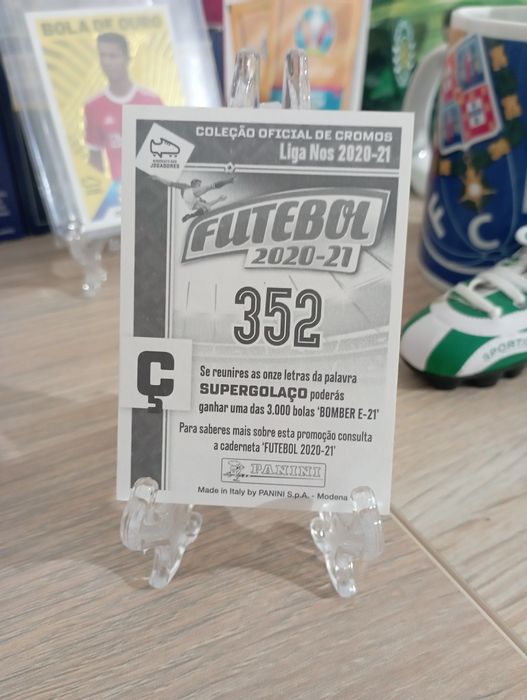 BOLA DE OURO
COLEÇÃO OFICIAL DE CROMOS
Liga Nos 2020-21
JOGADORES
FUTEBOL
2020-21
352
Ç
Se reunires as onze letras da palavra
SUPERGOLAÇO poderás
ganhar uma das 3.000 bolas 'BOMBER E-21'
Para saberes mais sobre esta promoção consulta
a caderneta 'FUTEBOL 2020-21'
PANINI
Made in Italy by PANINI S.p.A. - Modena
F C
SPORTI